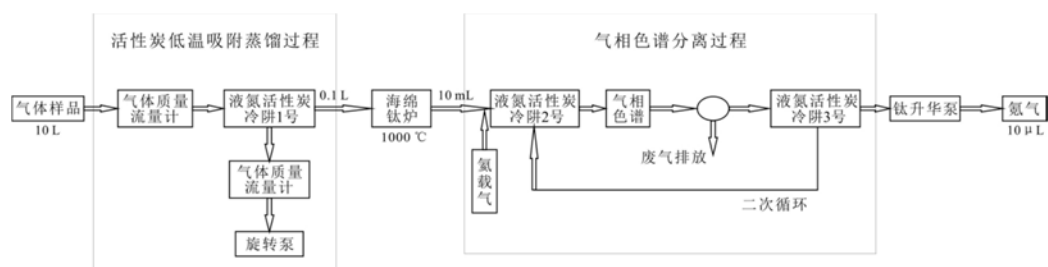 活性炭低温吸附蒸馏过程
气相色谱分离过程
气体样品
10 L
气体质量
流量计
液氮活性炭
冷阱1号
0.1 L
海绵
钛炉
1000 ℃
10 mL
液氮活性炭
冷阱2号
气相
色谱
液氮活性炭
冷阱3号
钛升华泵
氪气
10 μL
气体质量
流量计
旋转泵
氦载气
废气排放
二次循环